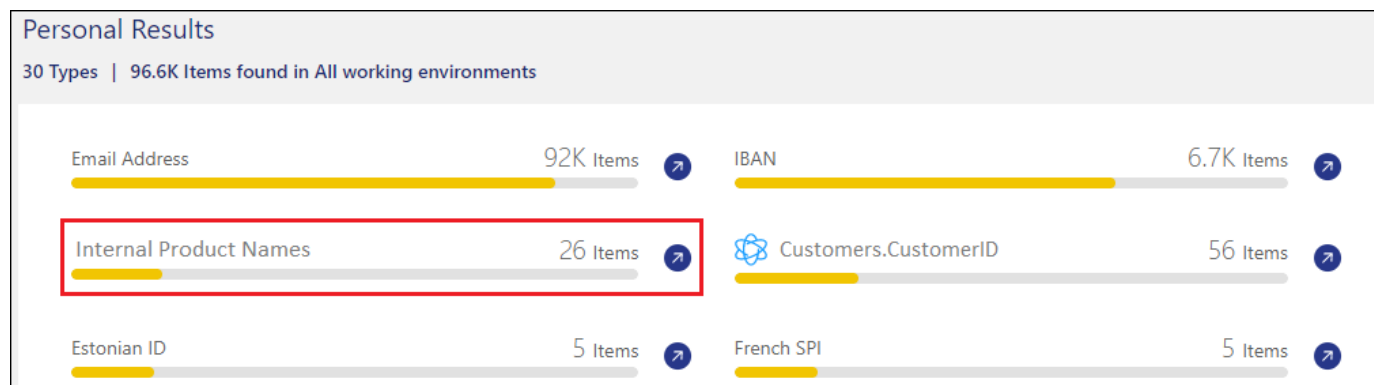 Personal Results
30 Types | 96.6K Items found in All working environments
Email Address 92K Items
IBAN 6.7K Items
Internal Product Names 26 Items
Customers.CustomerID 56 Items
Estonian ID 5 Items
French SPI 5 Items